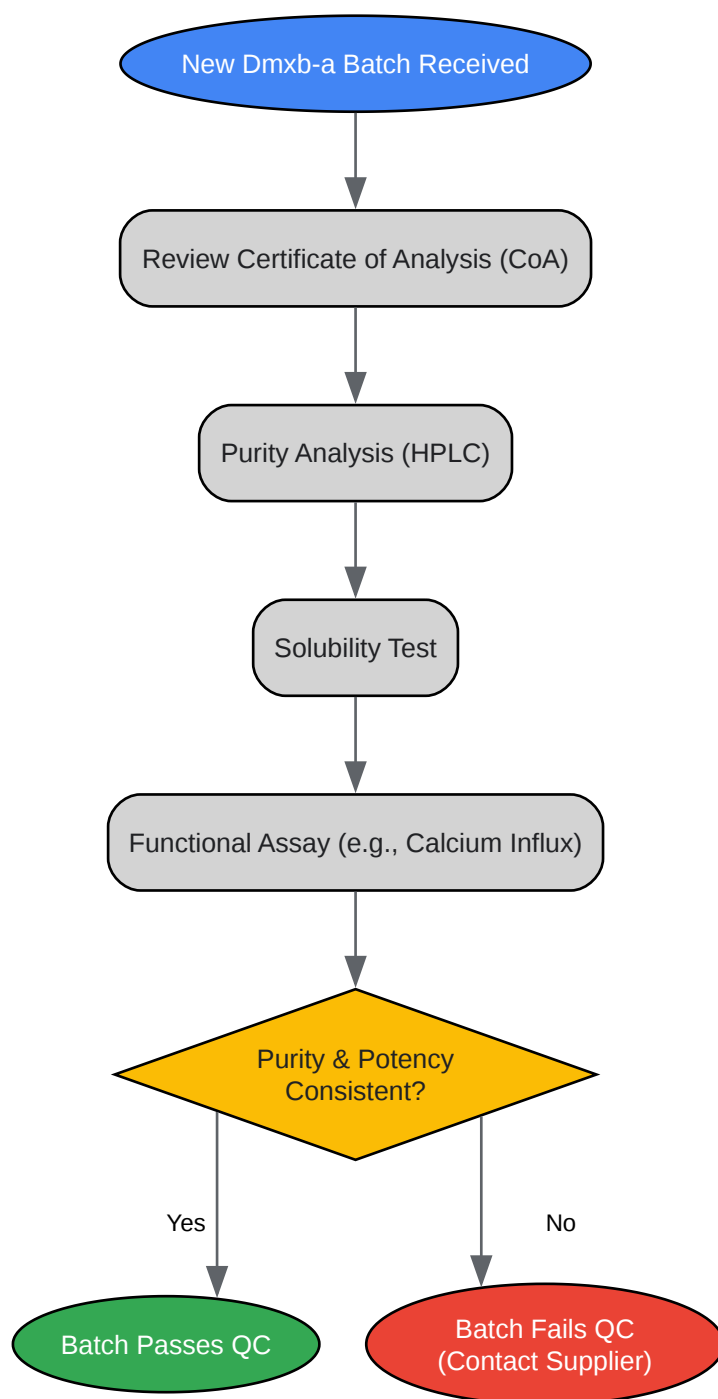 New Dmxb-a Batch Received
Review Certificate of Analysis (CoA)
Purity Analysis (HPLC)
Solubility Test
Functional Assay (e.g., Calcium Influx)
Purity & Potency
Consistent?
Yes
No
Batch Passes QC
Batch Fails QC
(Contact Supplier)